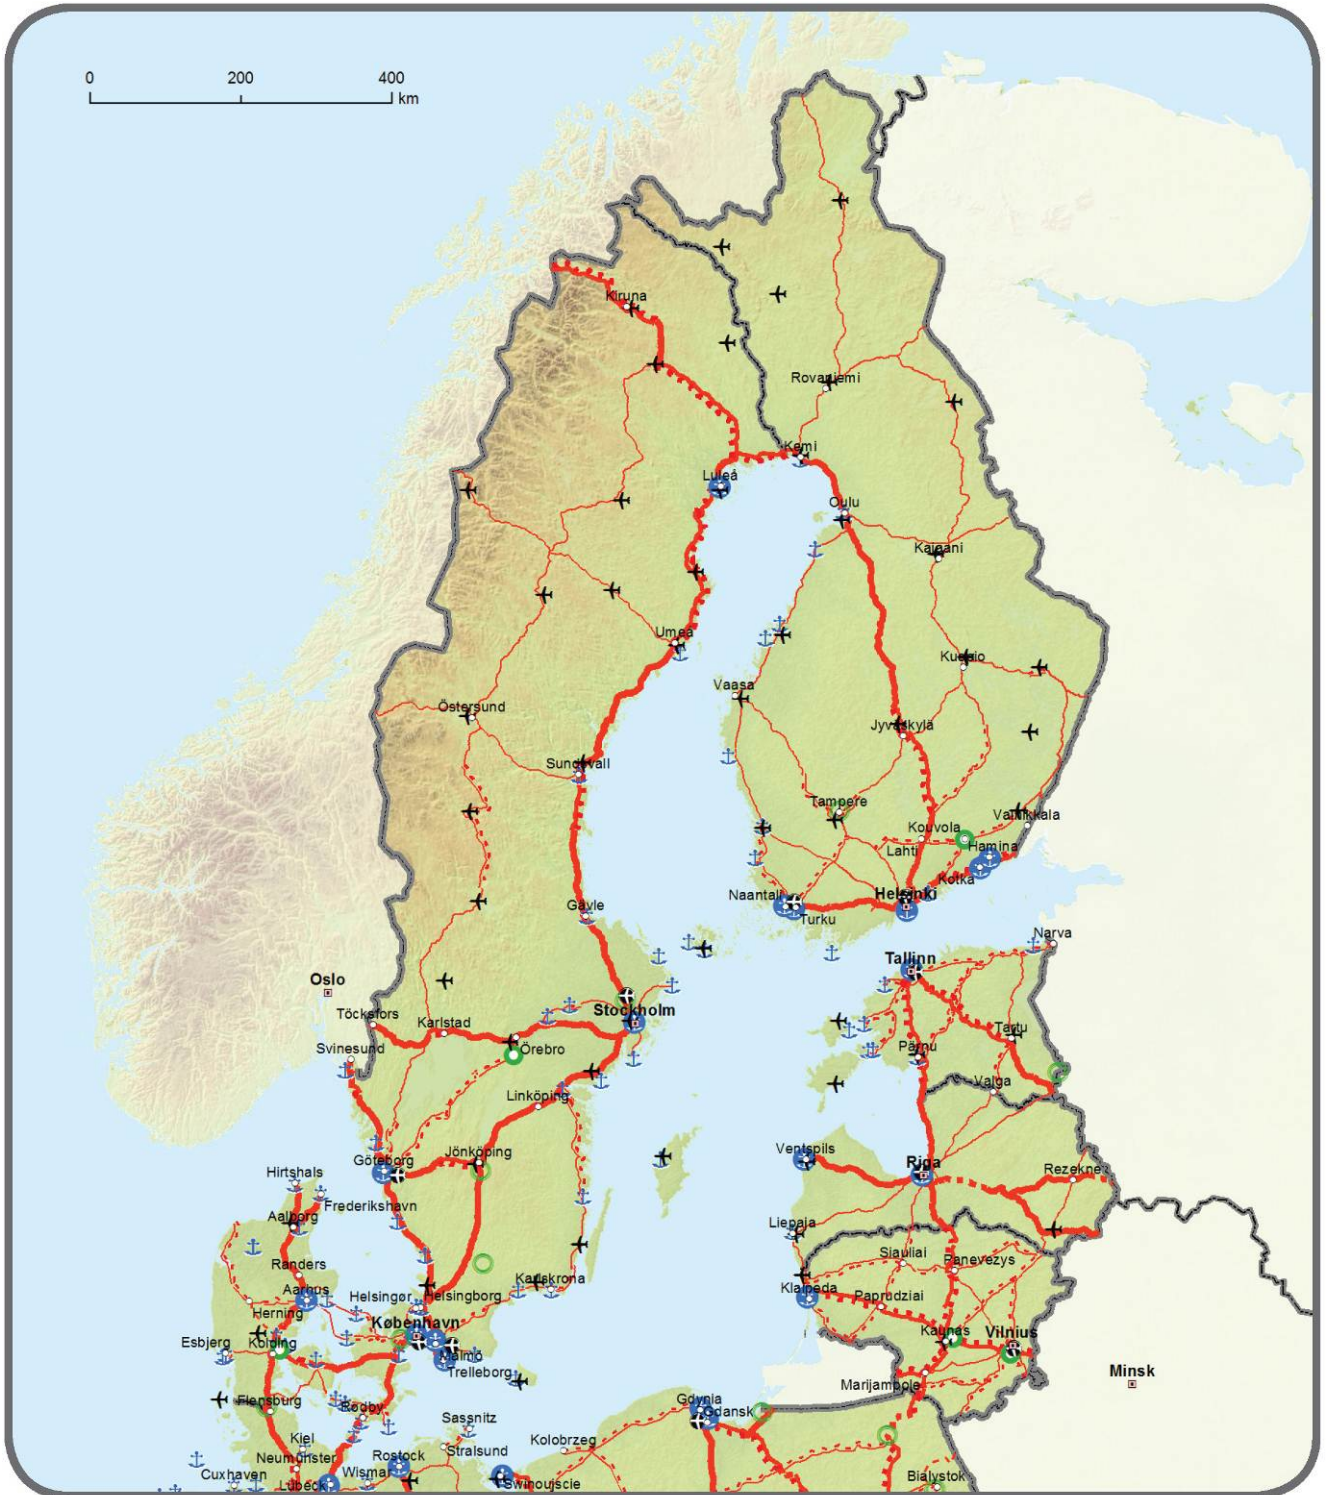 0 200 400
km
Kiruna
Rovaniemi
Kemi
Luleå
Oulu
Kajaani
Umeå
Kuopio
Vaasa
Östersund
Jyväskylä
Sundsvall
Tampere
Kouvola
Vainikkala
Lahti
Hamina
Kotka
Naantali
Helsinki
Turku
Gävle
Narva
Tallinn
Oslo
Töcksfors
Karlstad
Stockholm
Örebro
Svinesund
Tartu
Pärnu
Valga
Linköping
Ventspils
Jönköping
Göteborg
Riga
Rezekne
Hirtshals
Frederikshavn
Aalborg
Liepaja
Siauliai
Panevezys
Randers
Aarhus
Karlskrona
Helsingør
Helsingborg
Klaipeda
Paprudziai
Herning
København
Kaunas
Vilnius
Esbjerg
Kolding
Malmö
Trelleborg
Minsk
Marijampole
Flensburg
Rødby
Gdynia
Gdansk
Sassnitz
Kiel
Stralsund
Kolobrzeg
Neumünster
Rostock
Cuxhaven
Wismar
Lübeck
Swinoujscie
Bialystok